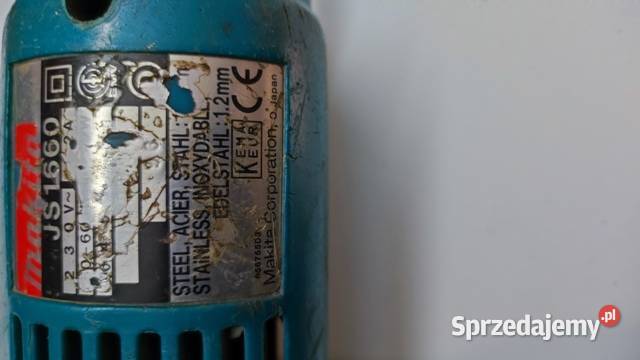 makita
JS1660
230V~ 2A
STEEL, ACIER, STAHL:
STAINLESS, INOXYDABLE,
EDELSTAHL: 1.2mm
KEMA
KEUR
CE
Makita Corporation, Japan
Sprzedajemy.pl